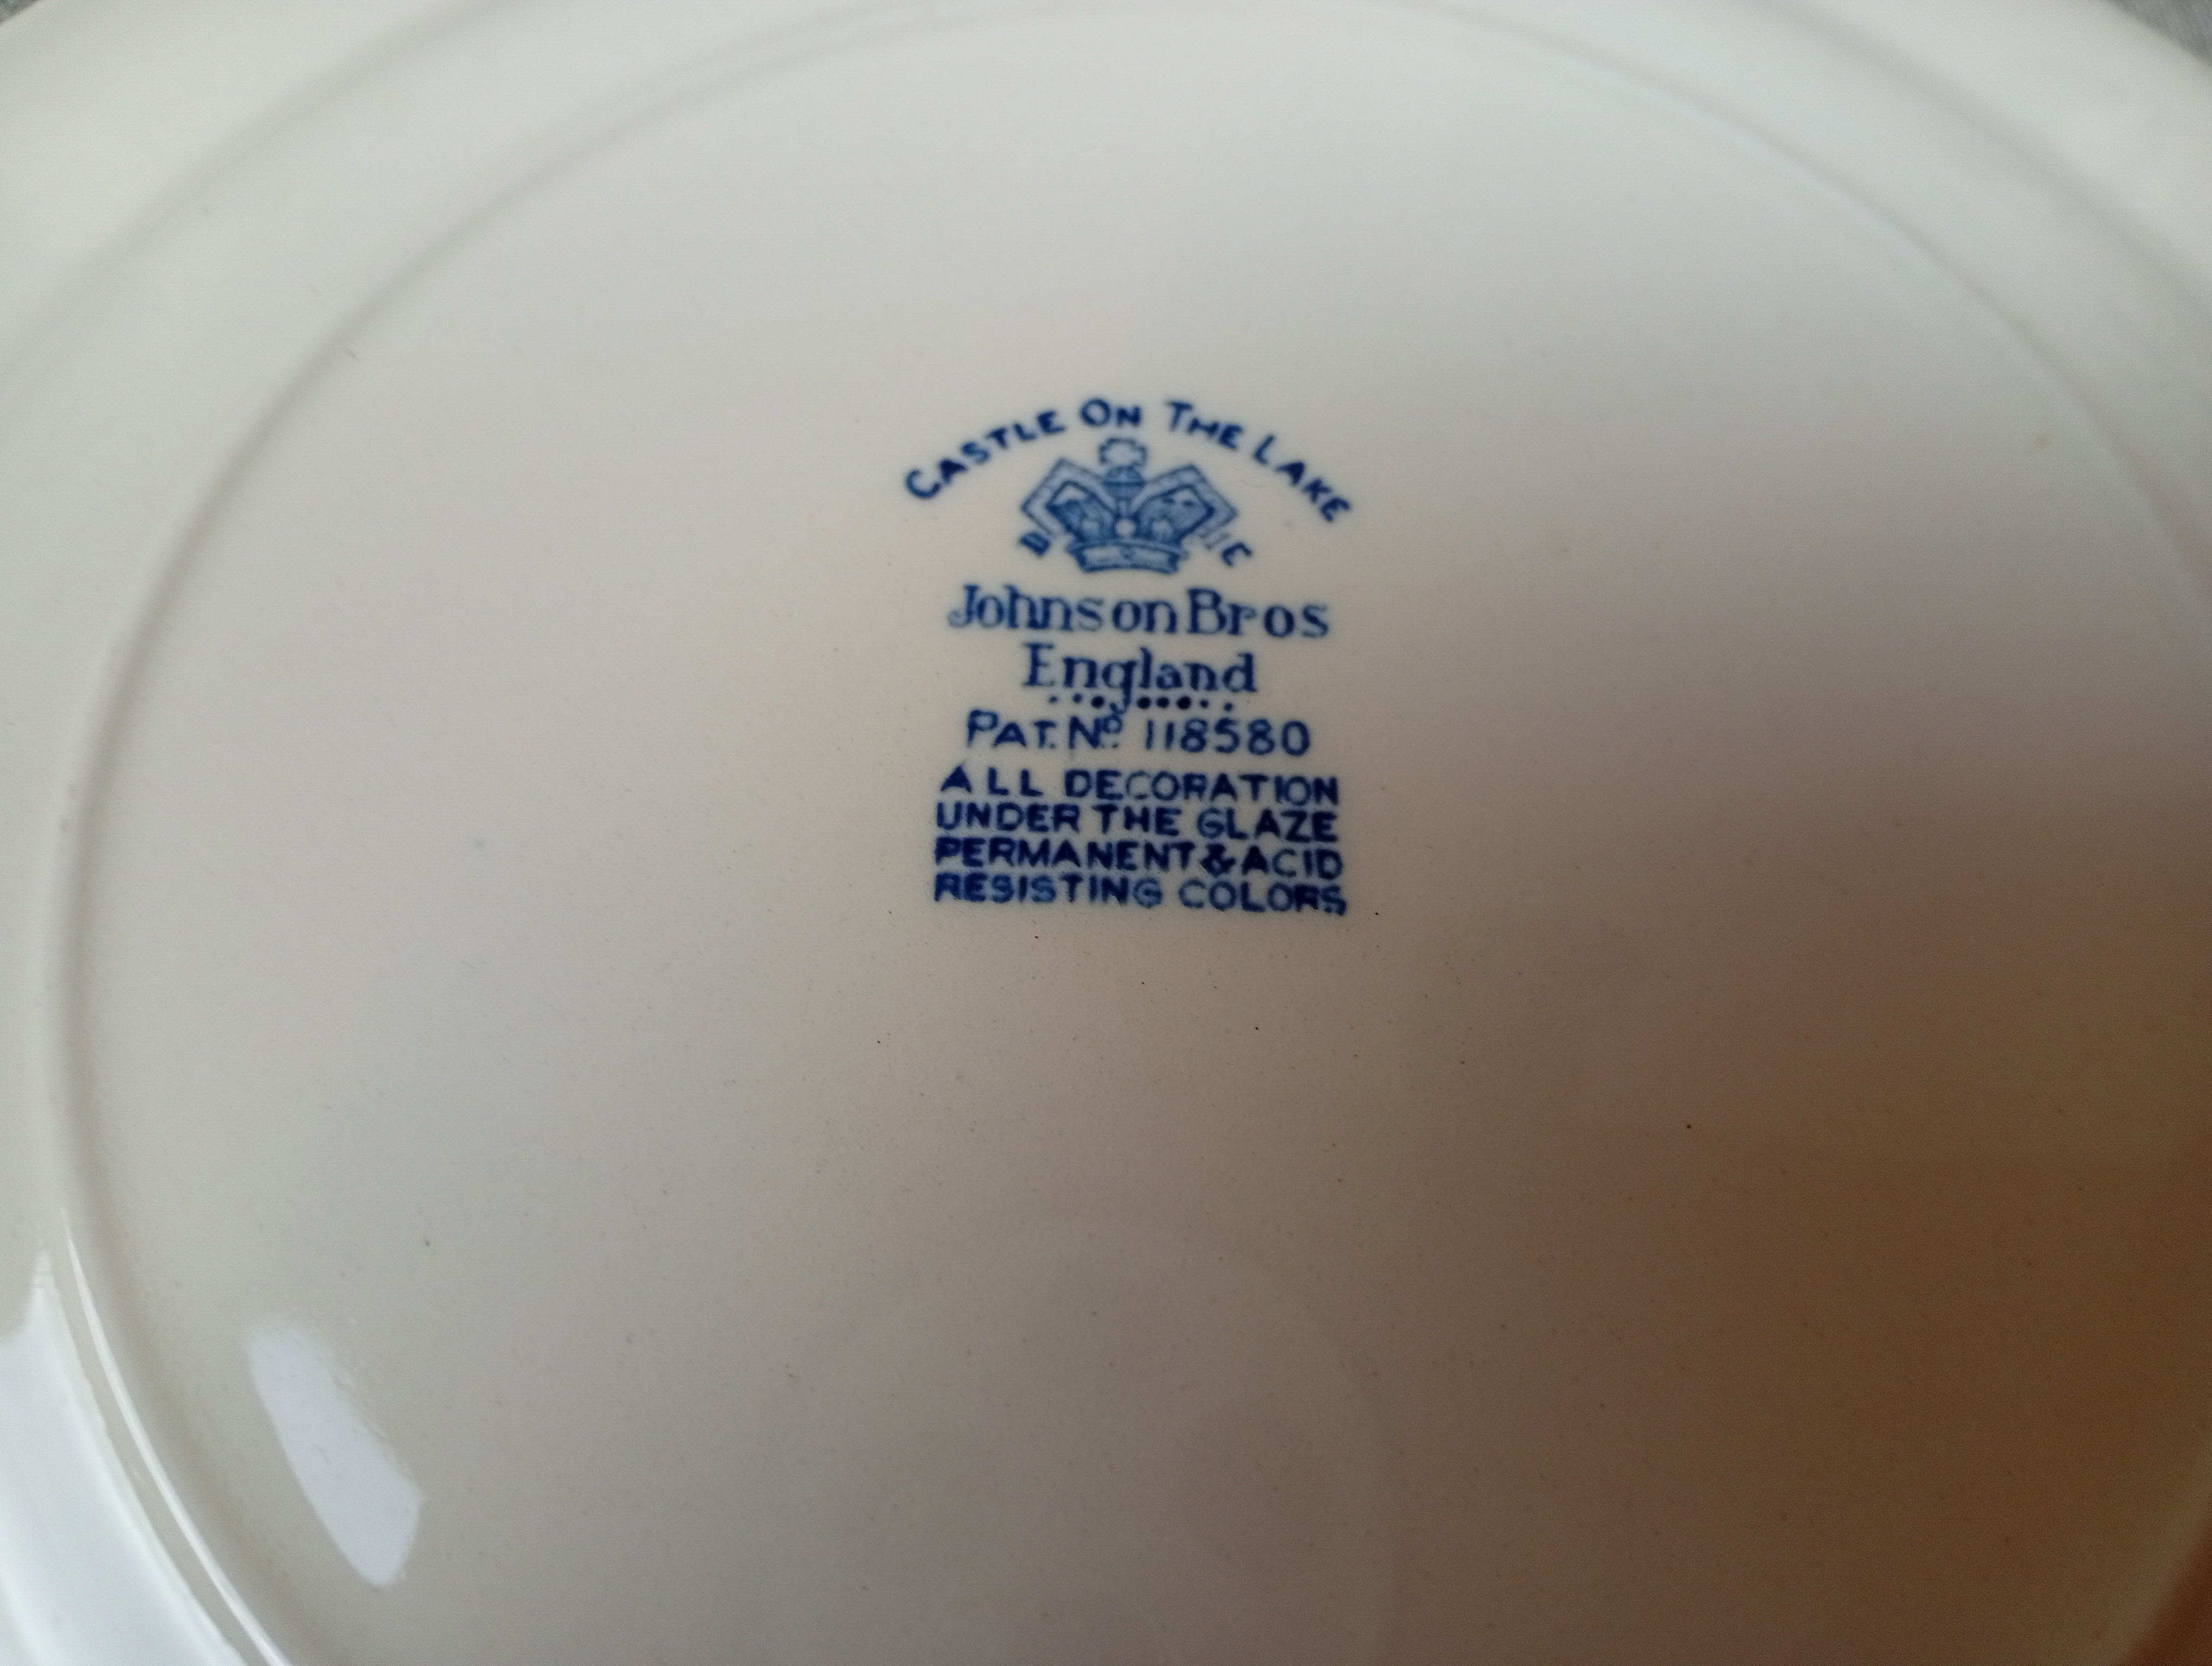 CASTLE ON THE LAKE
Johnson Bros
England
PAT. Nº. 118580
ALL DECORATION
UNDER THE GLAZE
PERMANENT & ACID
RESISTING COLORS